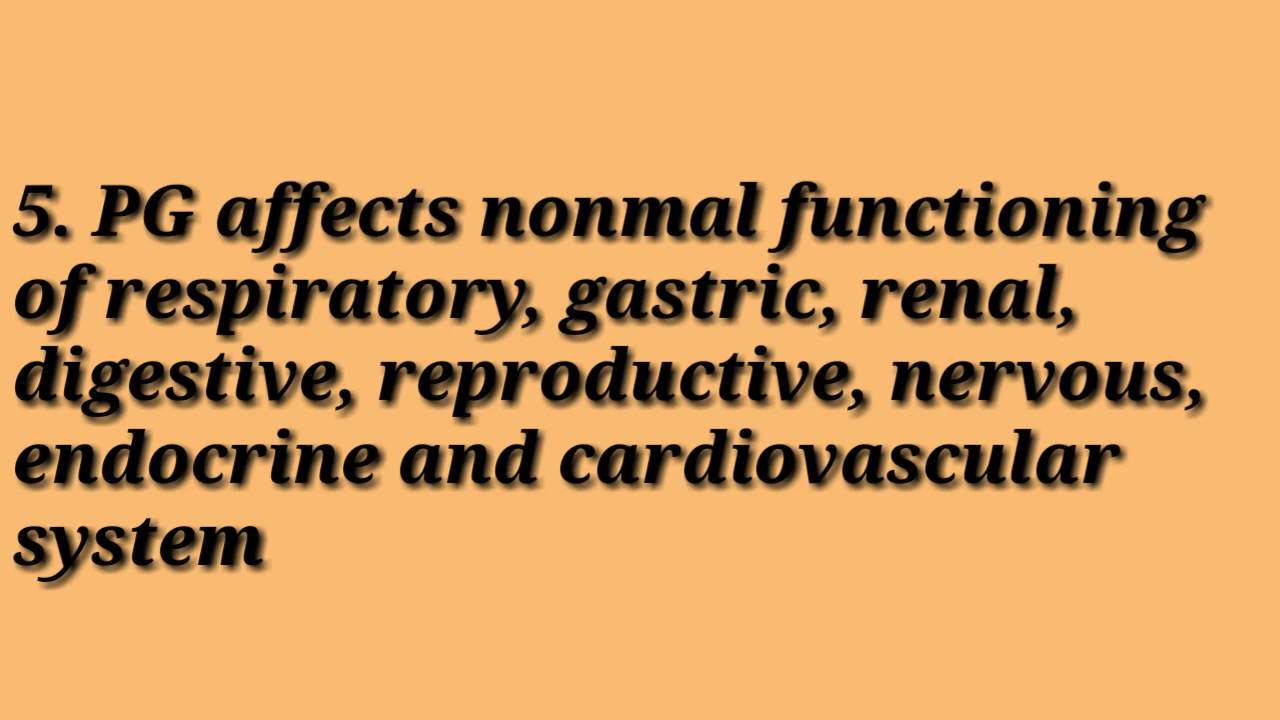 5. PG affects nonmal functioning
of respiratory, gastric, renal,
digestive, reproductive, nervous,
endocrine and cardiovascular
system